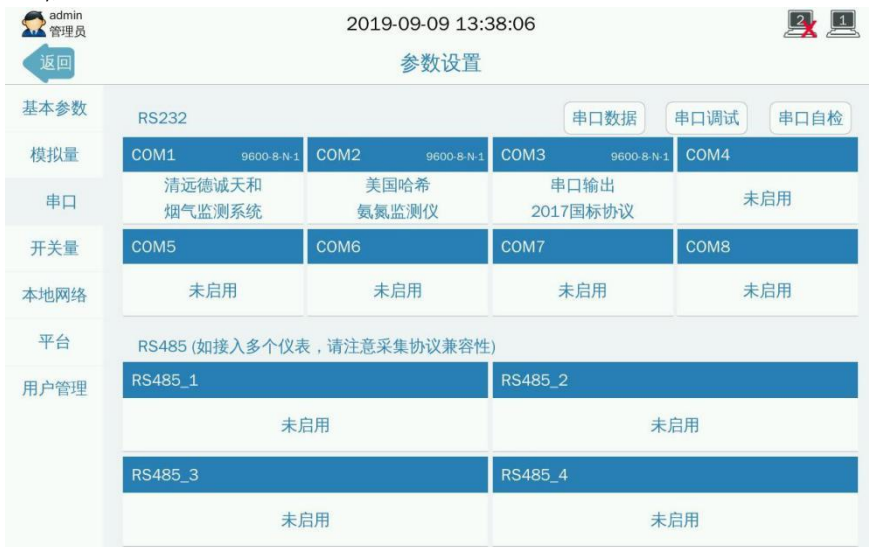 admin
管理员
2019-09-09 13:38:06
2
1
返回
参数设置
基本参数
模拟量
串口
开关量
本地网络
平台
用户管理
RS232
串口数据
串口调试
串口自检
COM1 9600-8-N-1
清远德诚天和
烟气监测系统
COM2 9600-8-N-1
美国哈希
氨氮监测仪
COM3 9600-8-N-1
串口输出
2017国标协议
COM4
未启用
COM5
未启用
COM6
未启用
COM7
未启用
COM8
未启用
RS485 (如接入多个仪表，请注意采集协议兼容性)
RS485_1
未启用
RS485_2
未启用
RS485_3
未启用
RS485_4
未启用